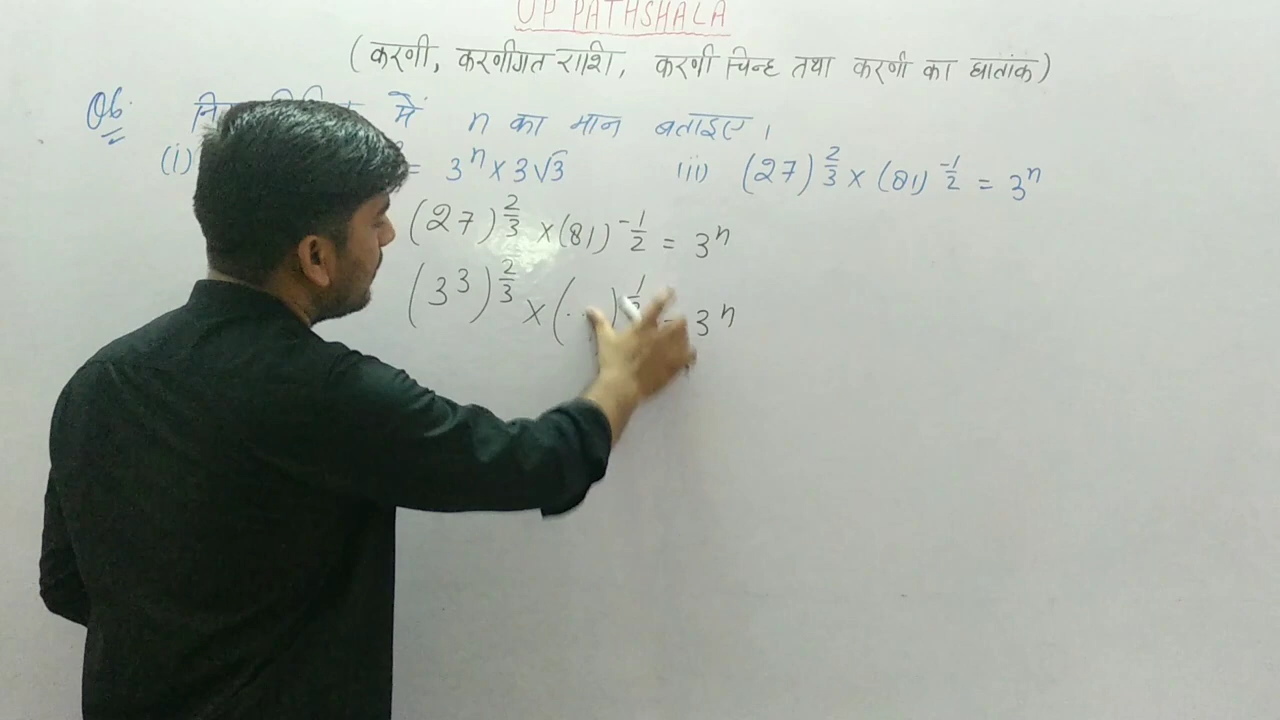 UP PATHSHALA
(करणी, करणीगत राशि, करणी चिन्ह तथा करणी का घातांक)
Q6. में n का मान बताइए।
(i) = 3ⁿ × 3√3 (ii) (27)^(2/3) × (81)^(-1/2) = 3ⁿ
(27)^(2/3) × (81)^(-1/2) = 3ⁿ
(3³)^(2/3) × ( 3ⁿ